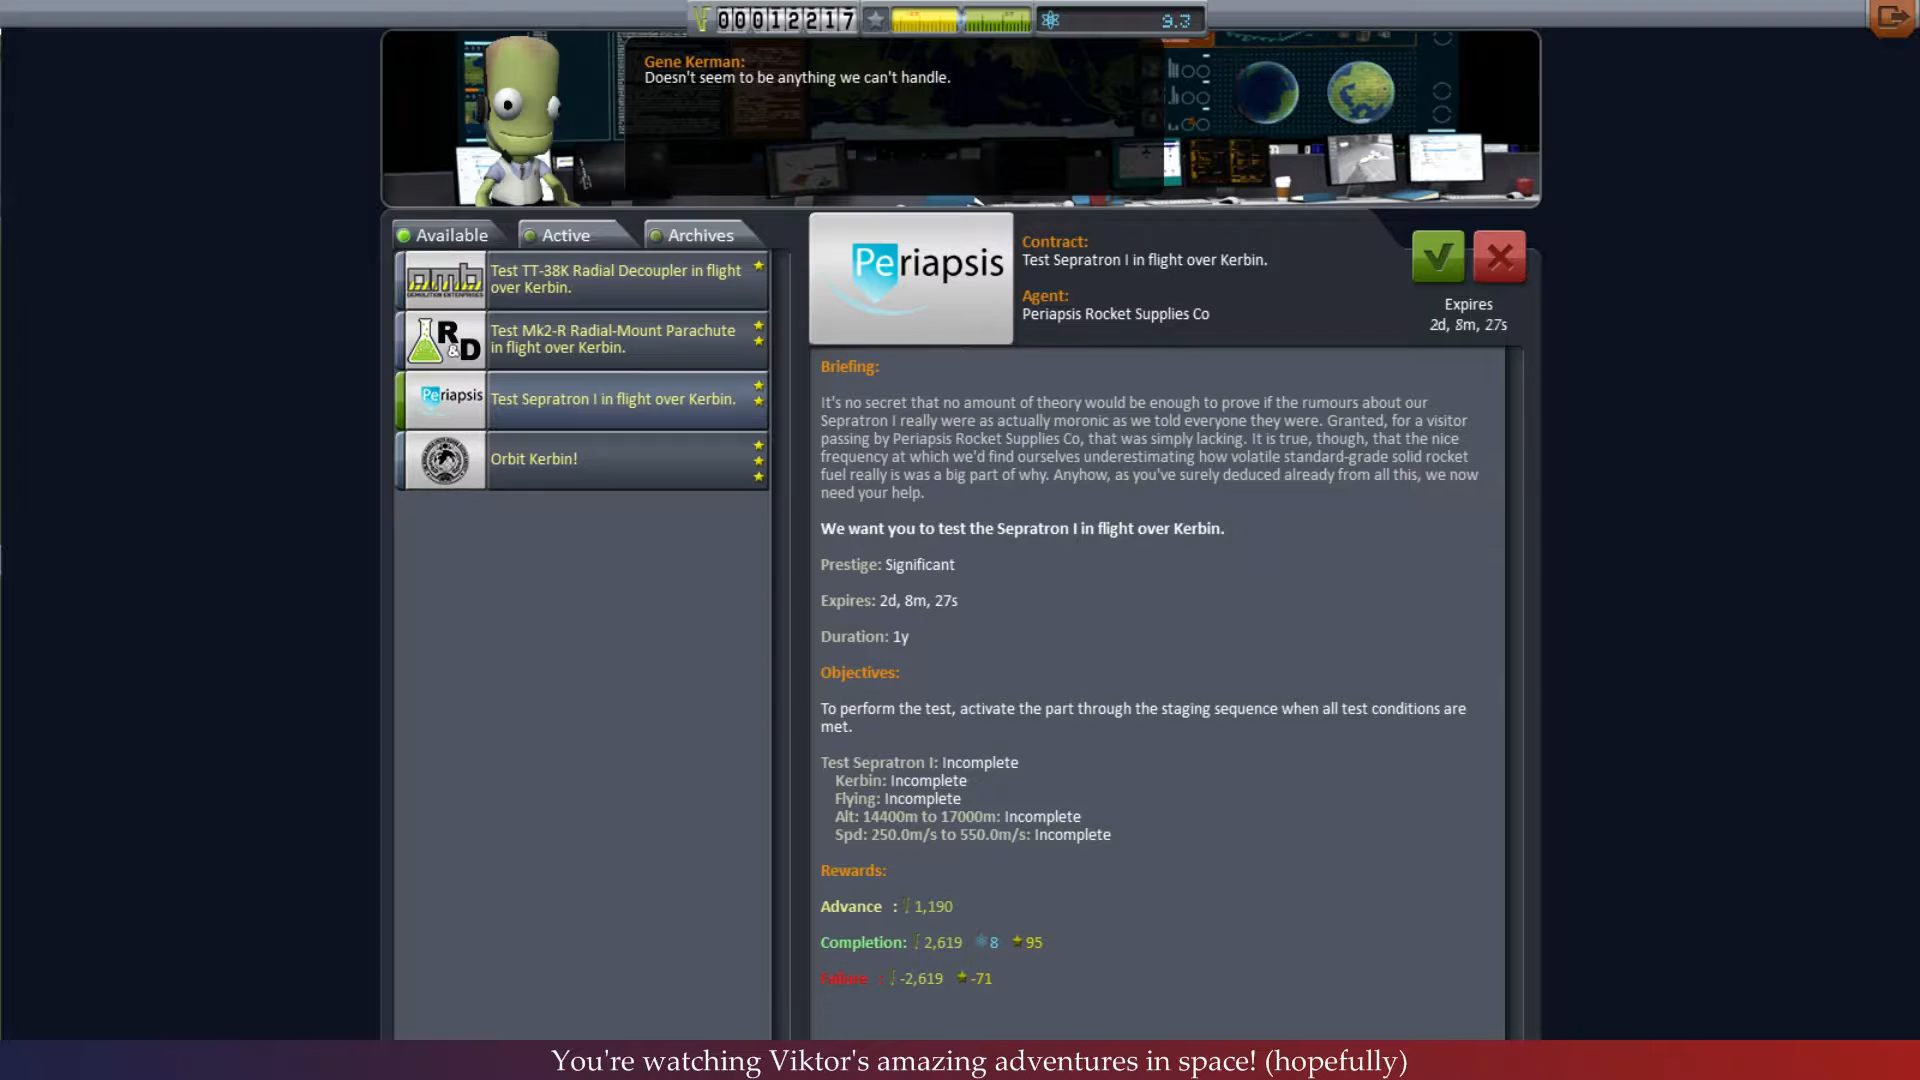 00012217
9.7
Gene Kerman:
Doesn't seem to be anything we can't handle.
Available
Active
Archives
Test TT-38K Radial Decoupler in flight
over Kerbin.
R&D
Test Mk2-R Radial-Mount Parachute
in flight over Kerbin.
Periapsis
Test Sepratron I in flight over Kerbin.
Orbit Kerbin!
Periapsis
Contract:
Test Sepratron I in flight over Kerbin.
Agent:
Periapsis Rocket Supplies Co
Expires
2d, 8m, 27s
Briefing:
It's no secret that no amount of theory would be enough to prove if the rumours about our
Sepratron I really were as actually moronic as we told everyone they were. Granted, for a visitor
passing by Periapsis Rocket Supplies Co, that was simply lacking. It is true, though, that the nice
frequency at which we'd find ourselves underestimating how volatile standard-grade solid rocket
fuel really is was a big part of why. Anyhow, as you've surely deduced already from all this, we now
need your help.
We want you to test the Sepratron I in flight over Kerbin.
Prestige: Significant
Expires: 2d, 8m, 27s
Duration: 1y
Objectives:
To perform the test, activate the part through the staging sequence when all test conditions are
met.
Test Sepratron I: Incomplete
Kerbin: Incomplete
Flying: Incomplete
Alt: 14400m to 17000m: Incomplete
Spd: 250.0m/s to 550.0m/s: Incomplete
Rewards:
Advance : 1,190
Completion: 2,619 8 95
Failure : -2,619 -71
You're watching Viktor's amazing adventures in space! (hopefully)